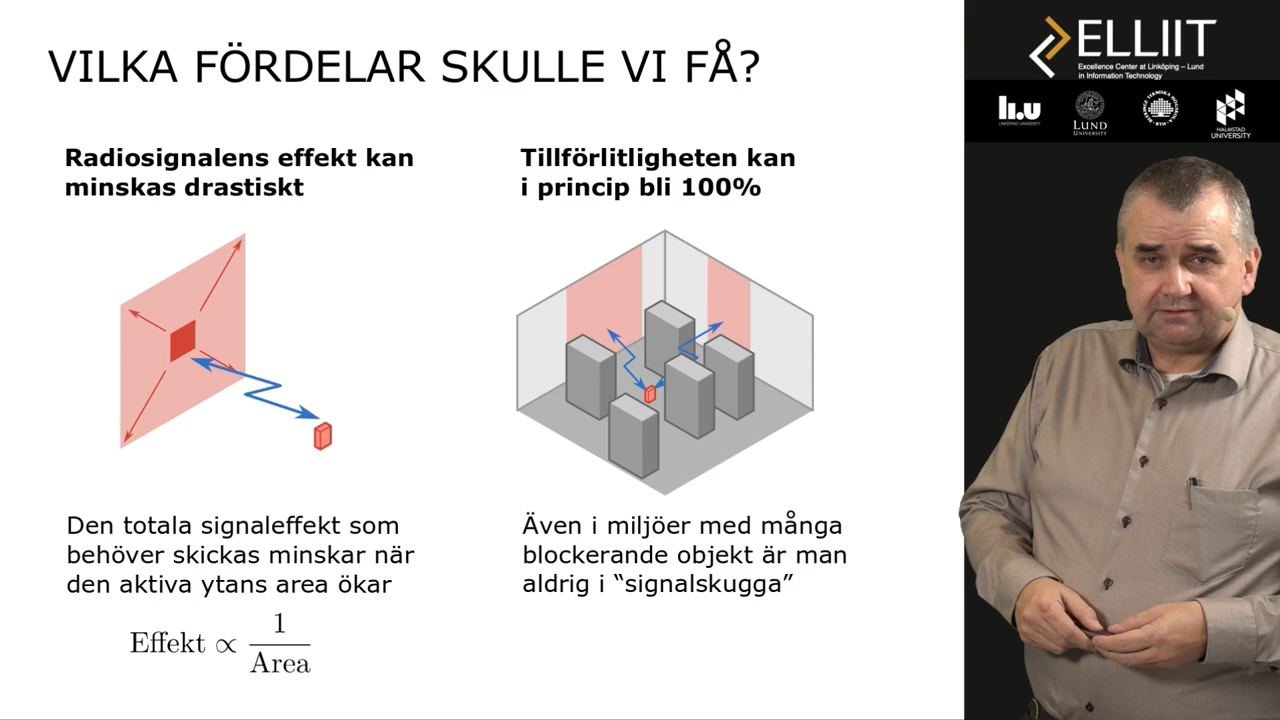 VILKA FÖRDELAR SKULLE VI FÅ?
Radiosignalens effekt kan
minskas drastiskt
Den totala signaleffekt som
behöver skickas minskar när
den aktiva ytans area ökar
Effekt ∝ 1
Area
Tillförlitligheten kan
i princip bli 100%
Även i miljöer med många
blockerande objekt är man
aldrig i “signalskugga”
ELLIIT
Excellence Center at Linköping – Lund
in Information Technology
li.u
LINKÖPING UNIVERSITY
LUND
UNIVERSITY
HALMSTAD
UNIVERSITY